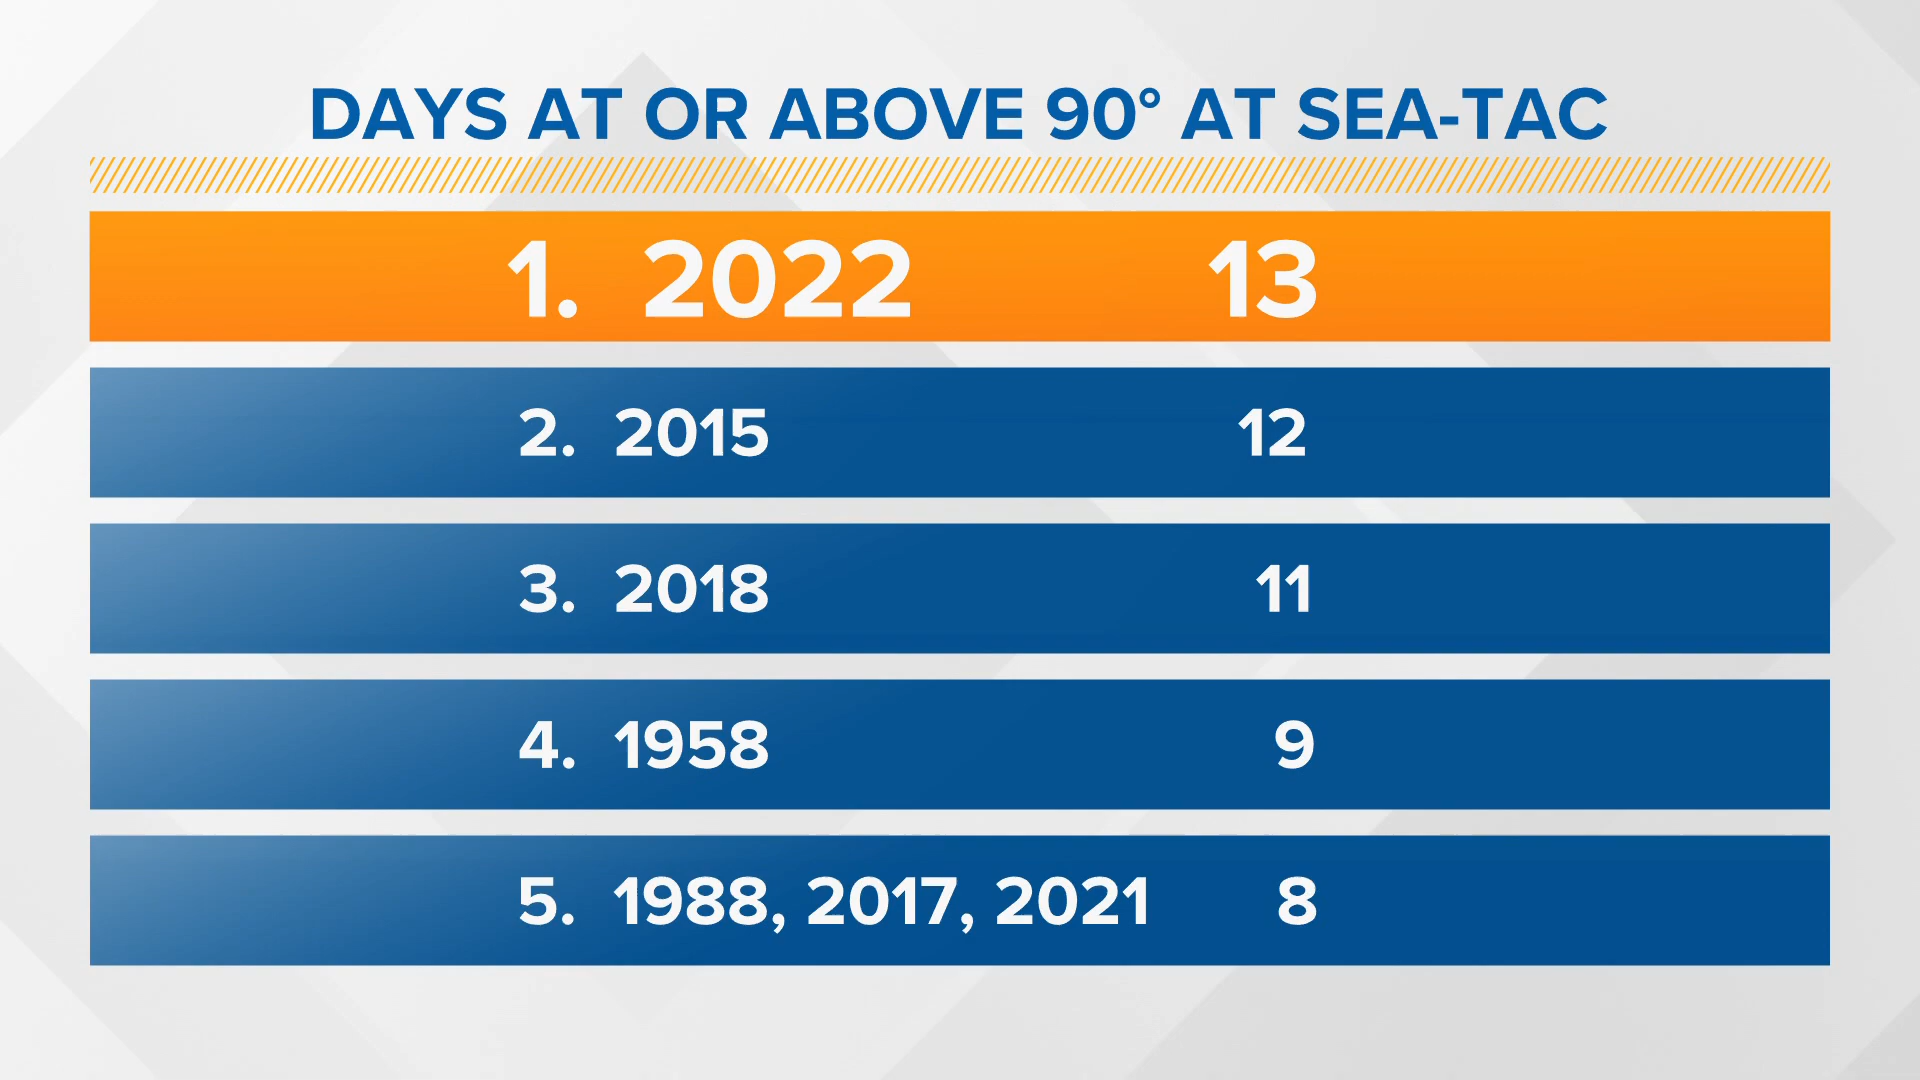 DAYS AT OR ABOVE 90° AT SEA-TAC
1. 2022 13
2. 2015 12
3. 2018 11
4. 1958 9
5. 1988, 2017, 2021 8